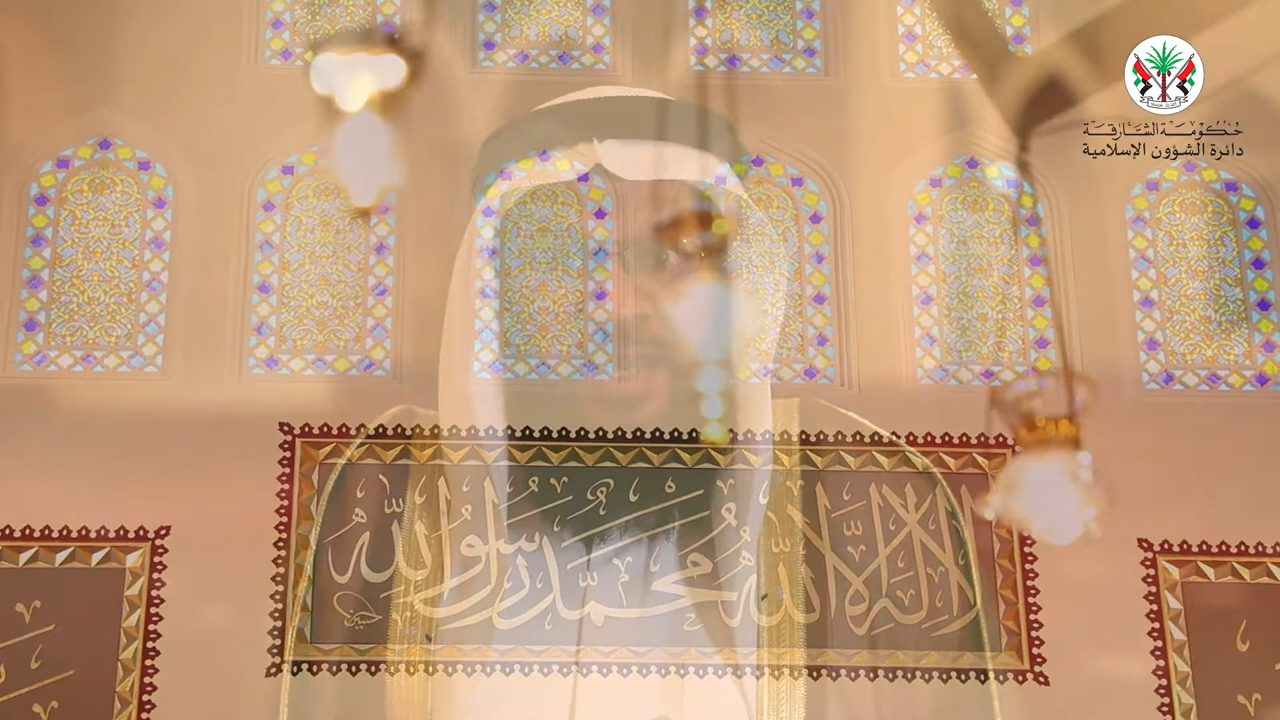 حكومة الشارقة
دائرة الشؤون الإسلامية
لا إله إلا الله محمد رسول الله